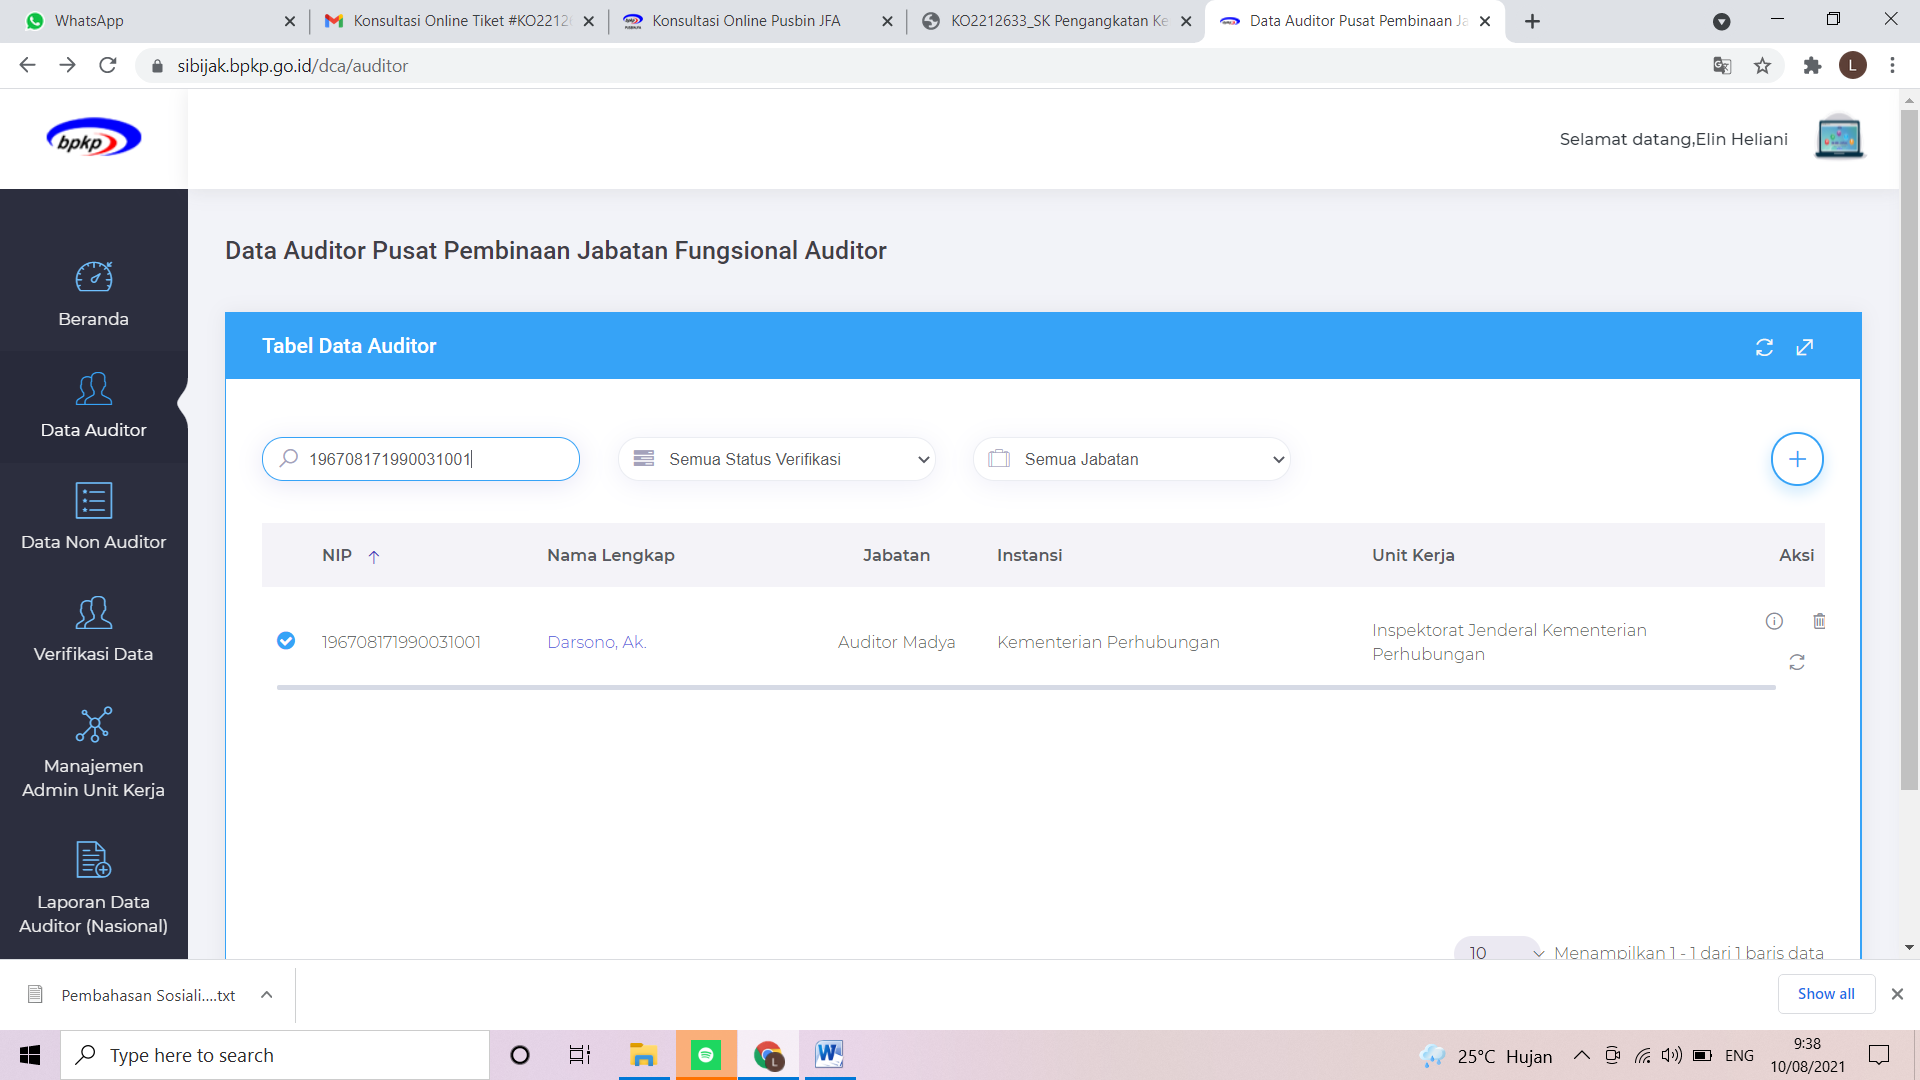 WhatsApp
Konsultasi Online Tiket #KO2212
Konsultasi Online Pusbin JFA
KO2212633_SK Pengangkatan Ke
Data Auditor Pusat Pembinaan Ja
sibijak.bpkp.go.id/dca/auditor
L
bpkp
Selamat datang,Elin Heliani
Beranda
Data Auditor
Data Non Auditor
Verifikasi Data
Manajemen
Admin Unit Kerja
Laporan Data
Auditor (Nasional)
Data Auditor Pusat Pembinaan Jabatan Fungsional Auditor
Tabel Data Auditor
196708171990031001
Semua Status Verifikasi
Semua Jabatan
NIP Nama Lengkap Jabatan Instansi Unit Kerja Aksi
196708171990031001 Darsono, Ak. Auditor Madya Kementerian Perhubungan Inspektorat Jenderal Kementerian
Perhubungan
10 Menampilkan 1 - 1 dari 1 baris data
Pembahasan Sosiali....txt
Show all
Type here to search
L
25°C Hujan
ENG
9:38
10/08/2021